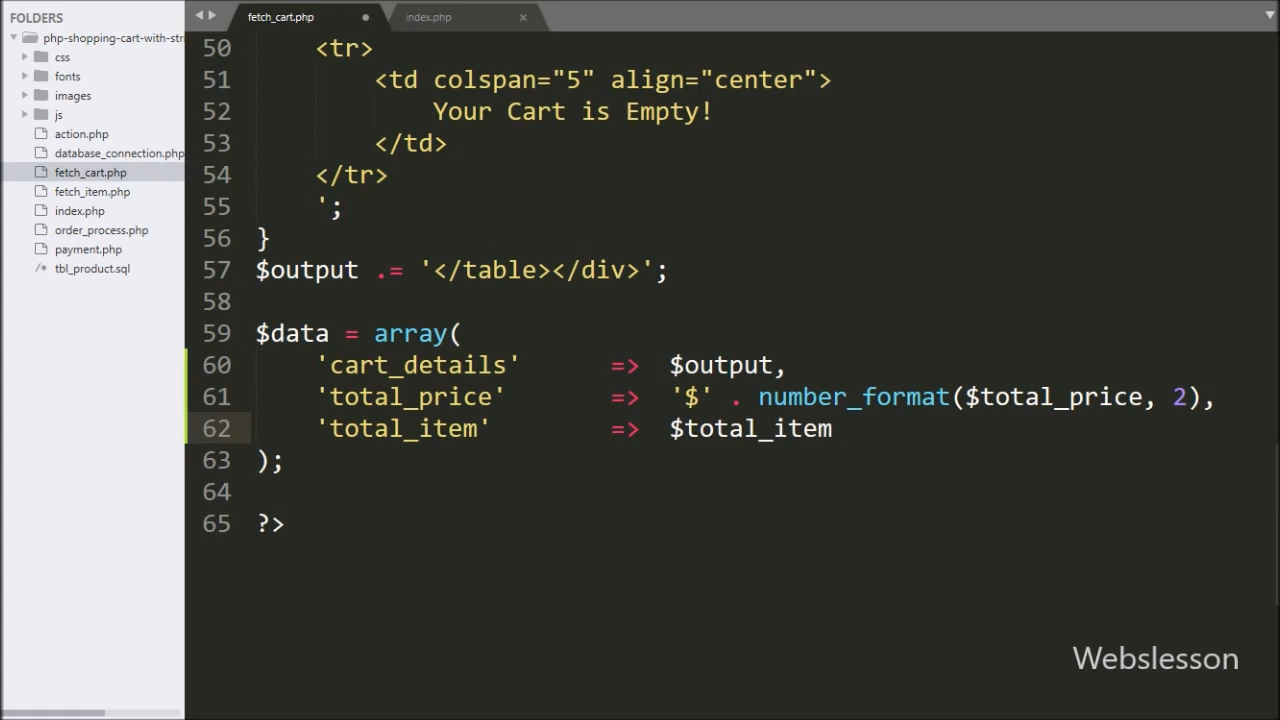 FOLDERS
php-shopping-cart-with-stri
css
fonts
images
js
action.php
database_connection.php
fetch_cart.php
fetch_item.php
index.php
order_process.php
payment.php
/* tbl_product.sql
fetch_cart.php
index.php
50 <tr>
51 <td colspan="5" align="center">
52 Your Cart is Empty!
53 </td>
54 </tr>
55 ';
56 }
57 $output .= '</table></div>';
58
59 $data = array(
60 'cart_details' => $output,
61 'total_price' => '$' . number_format($total_price, 2),
62 'total_item' => $total_item
63 );
64
65 ?>
Webslesson